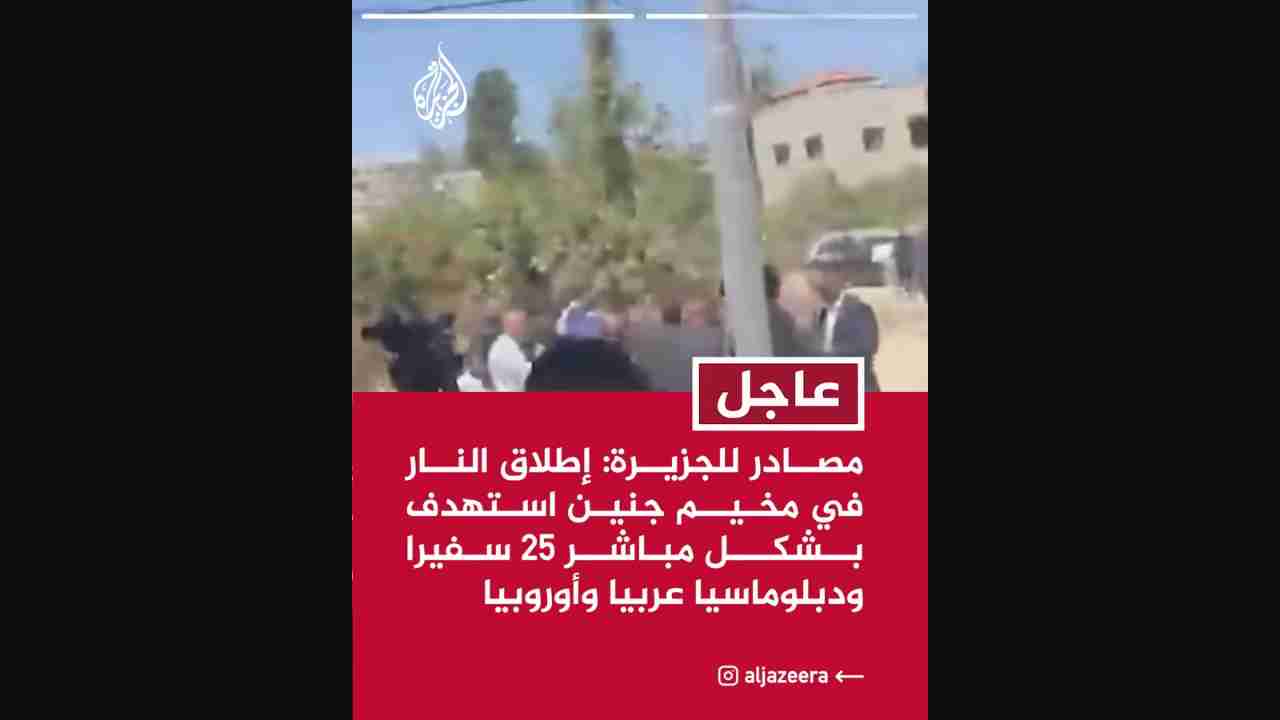 الجزيرة
عاجل
مصادر للجزيرة: إطلاق النار
في مخيم جنين استهدف
بشكل مباشر 25 سفيرا
ودبلوماسيا عربيا وأوروبيا
aljazeera